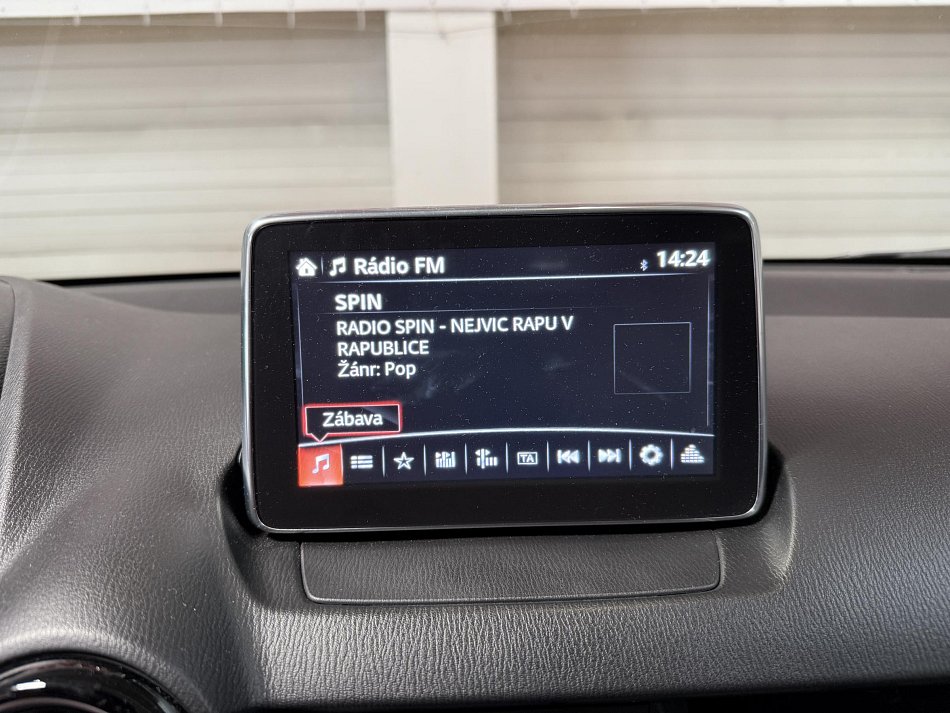 Rádio FM
14:24
SPIN
RADIO SPIN - NEJVIC RAPU V
RAPUBLICE
Žánr: Pop
Zábava
TA